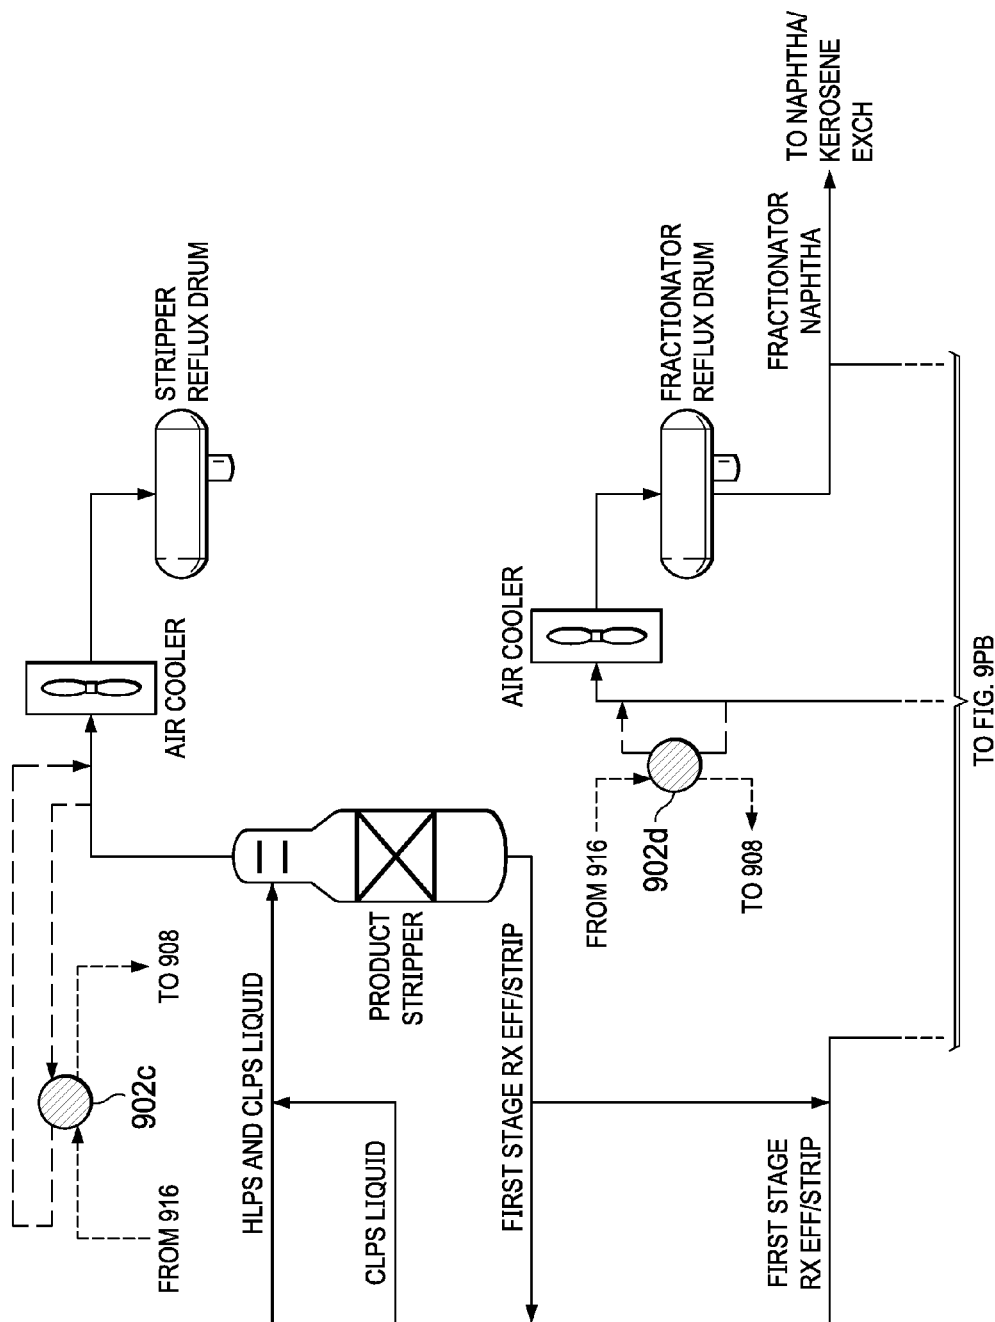 FROM 916
902c
TO 908
AIR COOLER
STRIPPER
REFLUX DRUM
HLPS AND CLPS LIQUID
CLPS LIQUID
PRODUCT
STRIPPER
FIRST STAGE RX EFF/STRIP
FROM 916
902d
TO 908
AIR COOLER
FRACTIONATOR
REFLUX DRUM
FIRST STAGE
RX EFF/STRIP
FRACTIONATOR
NAPHTHA
TO NAPHTHA/
KEROSENE
EXCH
TO FIG. 9PB